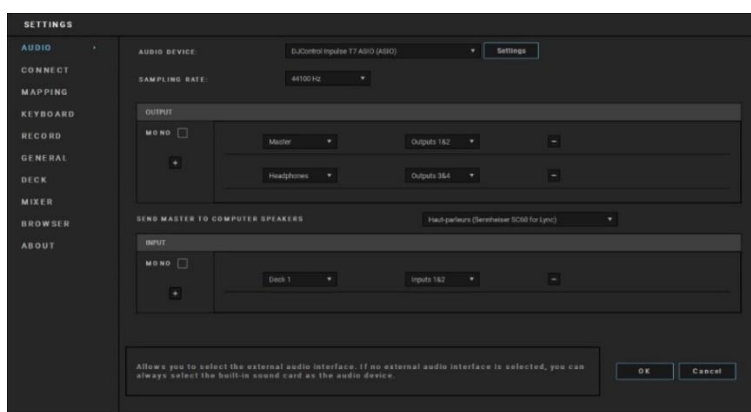 SETTINGS
AUDIO
CONNECT
MAPPING
KEYBOARD
RECORD
GENERAL
DECK
MIXER
BROWSER
ABOUT
AUDIO DEVICE: DJControl Inpulse T7 ASIO (ASIO) Settings
SAMPLING RATE: 44100 Hz
OUTPUT
MONO
Master Outputs 1&2 −
+
Headphones Outputs 3&4 −
SEND MASTER TO COMPUTER SPEAKERS Haut-parleurs (Sennheiser SC60 for Lync)
INPUT
MONO
Deck 1 Inputs 1&2 −
+
Allows you to select the external audio interface. If no external audio interface is selected, you can
always select the built-in sound card as the audio device.
OK Cancel